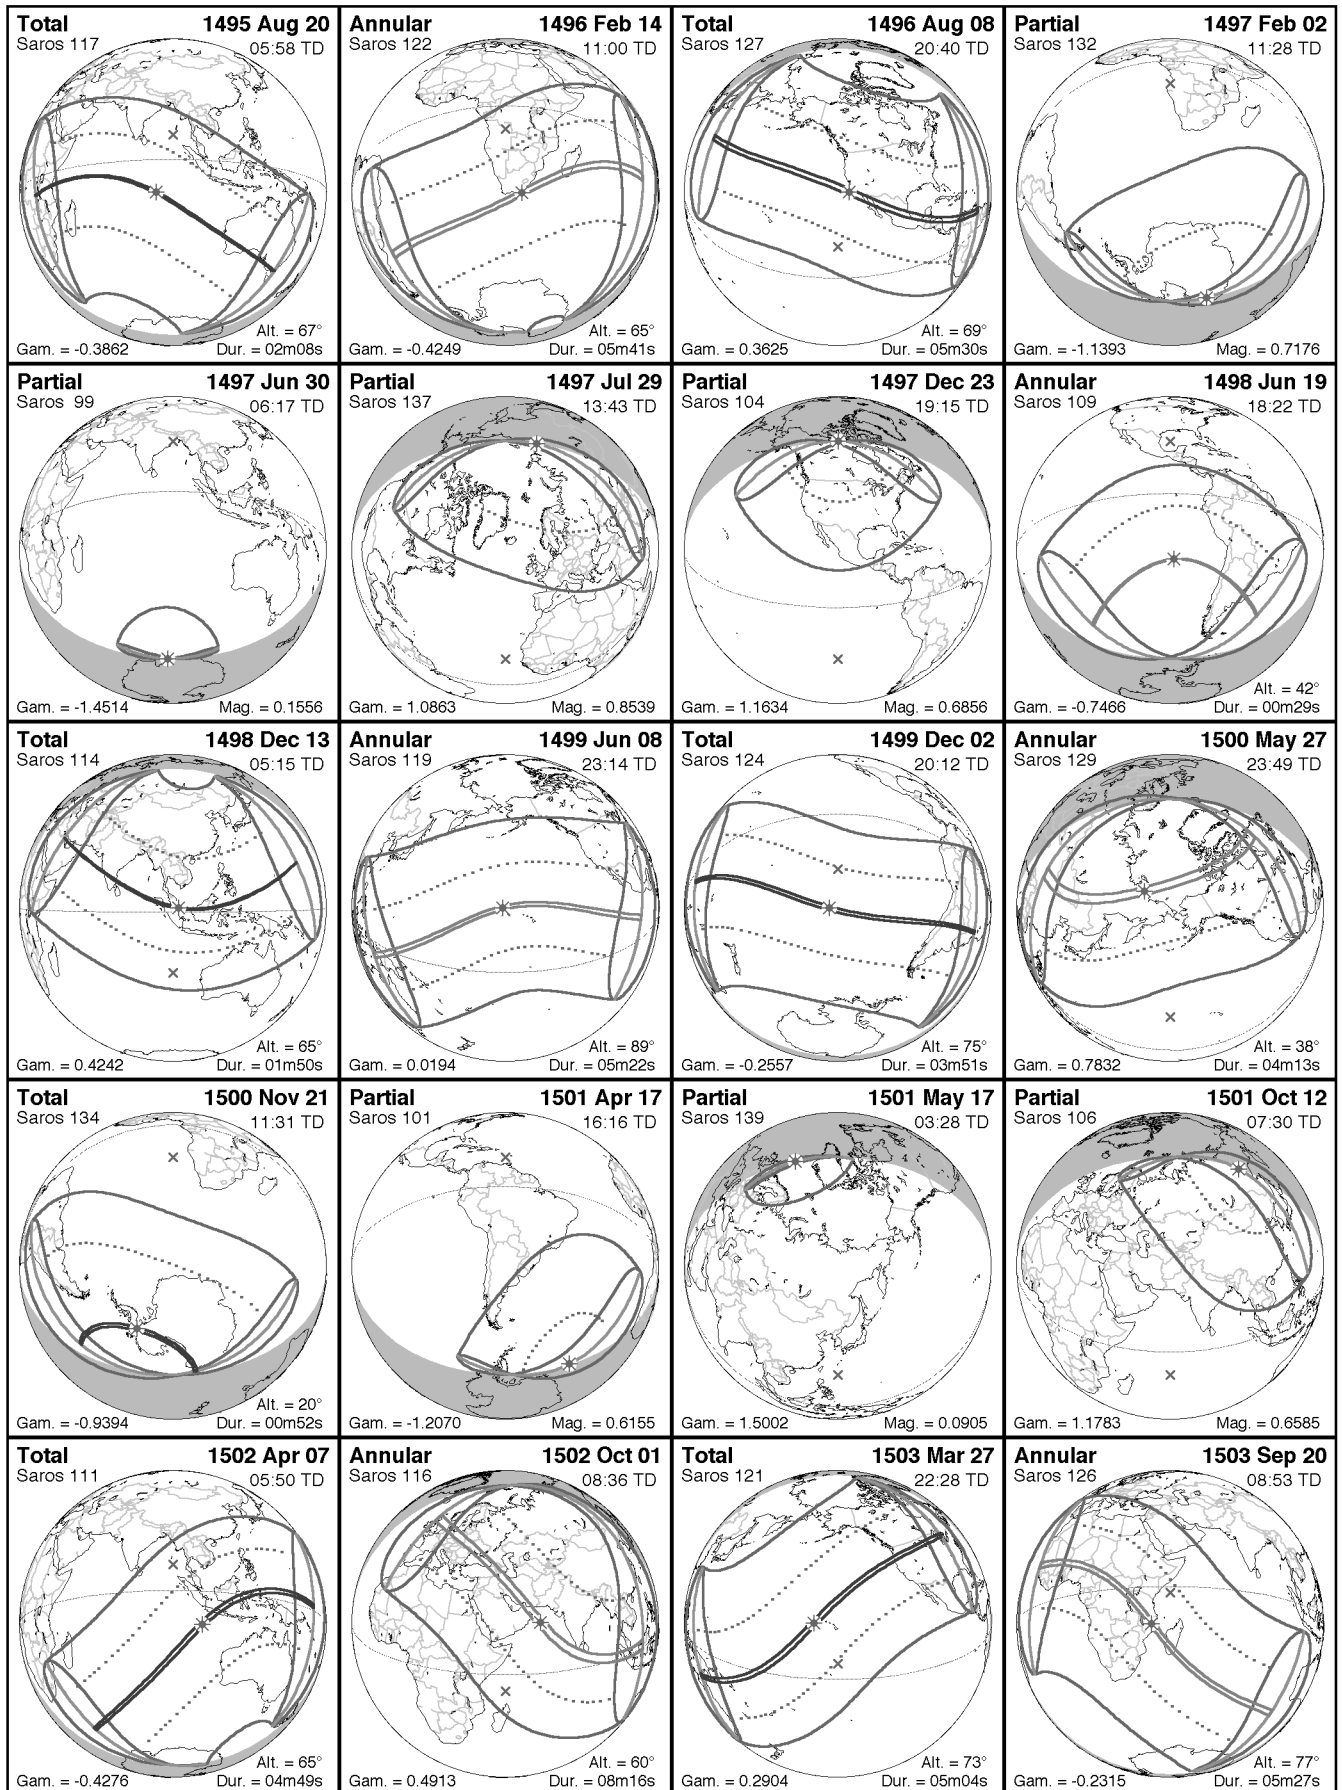 Total 1495 Aug 20
Saros 117 05:58 TD
Alt. = 67°
Gam. = -0.3862 Dur. = 02m08s
Annular 1496 Feb 14
Saros 122 11:00 TD
Alt. = 65°
Gam. = -0.4249 Dur. = 05m41s
Total 1496 Aug 08
Saros 127 20:40 TD
Alt. = 69°
Gam. = 0.3625 Dur. = 05m30s
Partial 1497 Feb 02
Saros 132 11:28 TD
Gam. = -1.1393 Mag. = 0.7176
Partial 1497 Jun 30
Saros 99 06:17 TD
Gam. = -1.4514 Mag. = 0.1556
Partial 1497 Jul 29
Saros 137 13:43 TD
Gam. = 1.0863 Mag. = 0.8539
Partial 1497 Dec 23
Saros 104 19:15 TD
Gam. = 1.1634 Mag. = 0.6856
Annular 1498 Jun 19
Saros 109 18:22 TD
Alt. = 42°
Gam. = -0.7466 Dur. = 00m29s
Total 1498 Dec 13
Saros 114 05:15 TD
Alt. = 65°
Gam. = 0.4242 Dur. = 01m50s
Annular 1499 Jun 08
Saros 119 23:14 TD
Alt. = 89°
Gam. = 0.0194 Dur. = 05m22s
Total 1499 Dec 02
Saros 124 20:12 TD
Alt. = 75°
Gam. = -0.2557 Dur. = 03m51s
Annular 1500 May 27
Saros 129 23:49 TD
Alt. = 38°
Gam. = 0.7832 Dur. = 04m13s
Total 1500 Nov 21
Saros 134 11:31 TD
Alt. = 20°
Gam. = -0.9394 Dur. = 00m52s
Partial 1501 Apr 17
Saros 101 16:16 TD
Gam. = -1.2070 Mag. = 0.6155
Partial 1501 May 17
Saros 139 03:28 TD
Gam. = 1.5002 Mag. = 0.0905
Partial 1501 Oct 12
Saros 106 07:30 TD
Gam. = 1.1783 Mag. = 0.6585
Total 1502 Apr 07
Saros 111 05:50 TD
Alt. = 65°
Gam. = -0.4276 Dur. = 04m49s
Annular 1502 Oct 01
Saros 116 08:36 TD
Alt. = 60°
Gam. = 0.4913 Dur. = 08m16s
Total 1503 Mar 27
Saros 121 22:28 TD
Alt. = 73°
Gam. = 0.2904 Dur. = 05m04s
Annular 1503 Sep 20
Saros 126 08:53 TD
Alt. = 77°
Gam. = -0.2315 Dur. = 05m27s